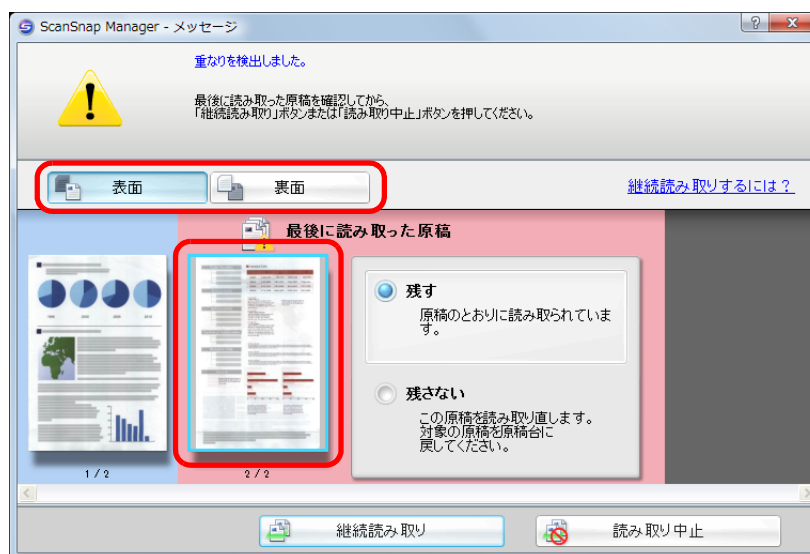 ScanSnap Manager - メッセージ
重なりを検出しました。
最後に読み取った原稿を確認してから、
「継続読み取り」ボタンまたは「読み取り中止」ボタンを押してください。
表面
裏面
継続読み取りするには？
最後に読み取った原稿
残す
原稿のとおりに読み取られていま
す。
残さない
この原稿を読み取り直します。
対象の原稿を原稿台に
戻してください。
1 / 2
2 / 2
継続読み取り
読み取り中止